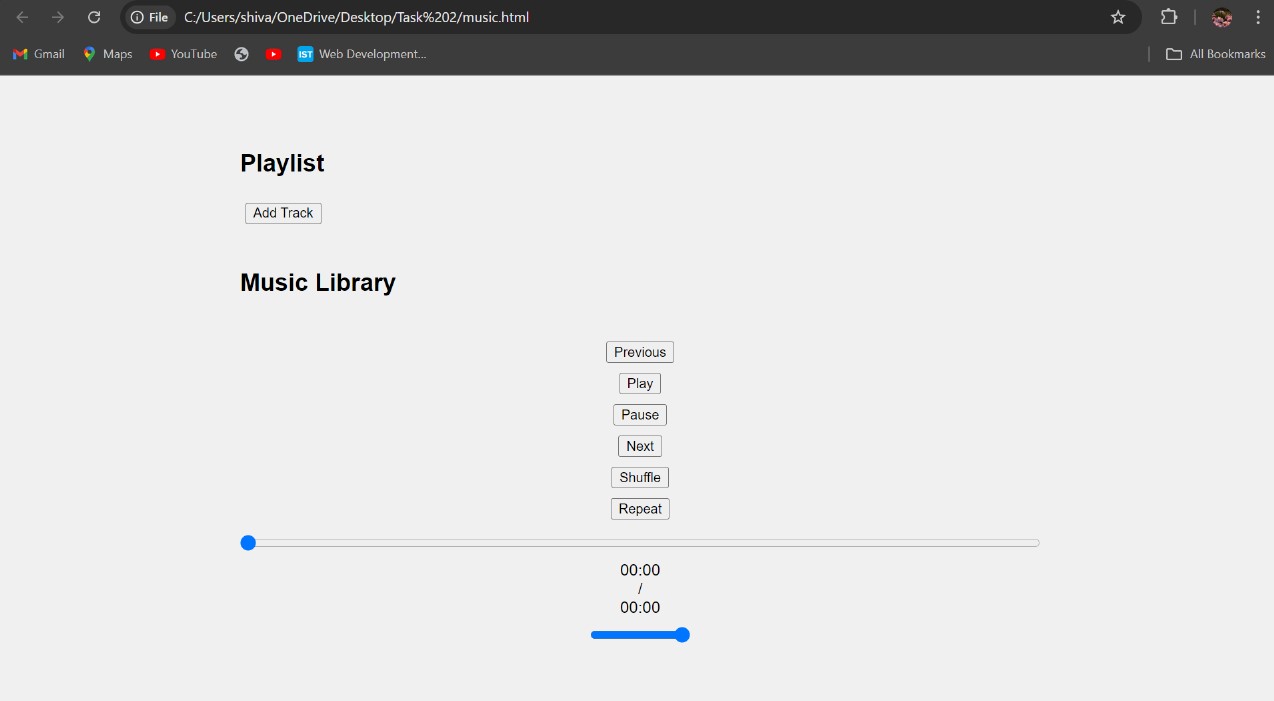 File C:/Users/shiva/OneDrive/Desktop/Task%202/music.html
Gmail Maps YouTube IST Web Development... All Bookmarks
Playlist
Add Track
Music Library
Previous
Play
Pause
Next
Shuffle
Repeat
00:00
/
00:00